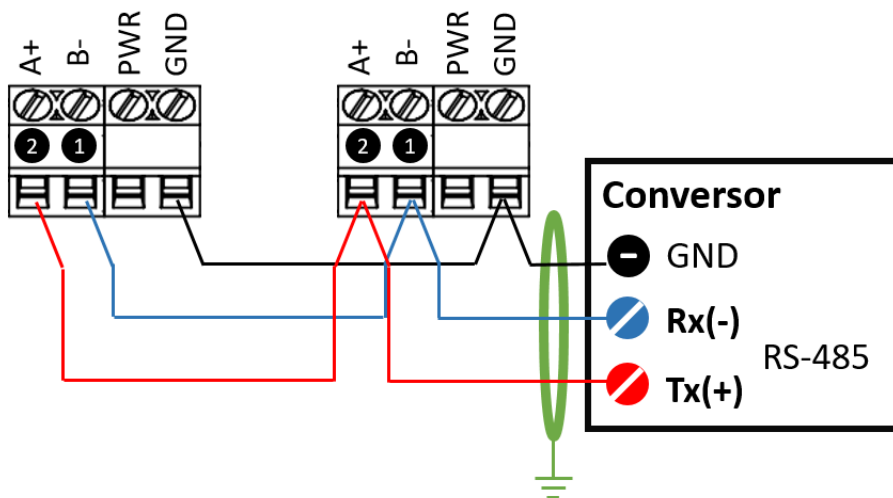 A+ B- PWR GND
A+ B- PWR GND
2 1
2 1
Conversor
GND
Rx(-)
RS-485
Tx(+)